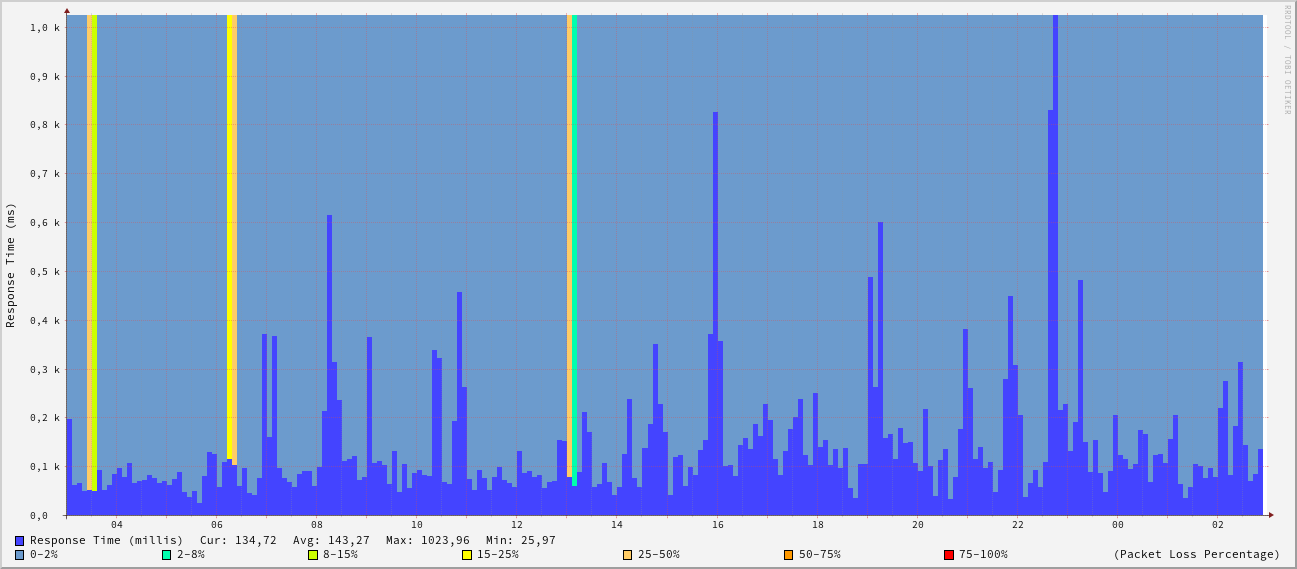 RRDTOOL / TOBI OETIKER
Response Time (ms)
1,0 k
0,9 k
0,8 k
0,7 k
0,6 k
0,5 k
0,4 k
0,3 k
0,2 k
0,1 k
0,0
04 06 08 10 12 14 16 18 20 22 00 02
Response Time (millis) Cur: 134,72 Avg: 143,27 Max: 1023,96 Min: 25,97
0-2% 2-8% 8-15% 15-25% 25-50% 50-75% 75-100% (Packet Loss Percentage)